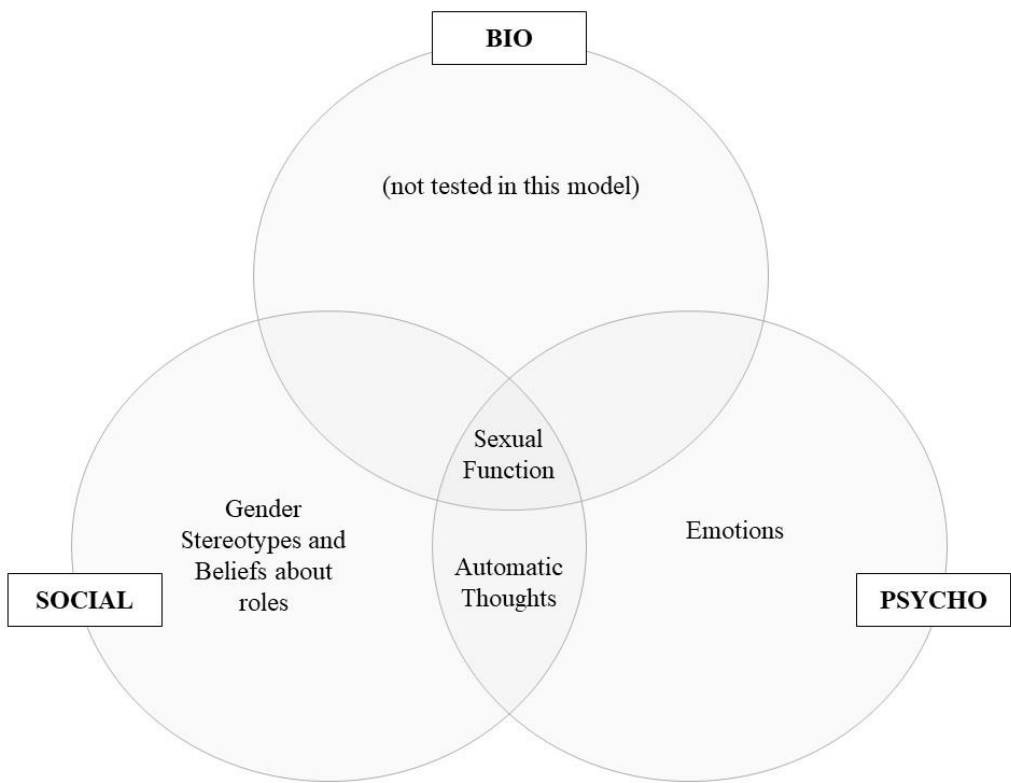 BIO
(not tested in this model)
Sexual
Function
Gender
Stereotypes and
Beliefs about
roles
Emotions
Automatic
Thoughts
SOCIAL
PSYCHO